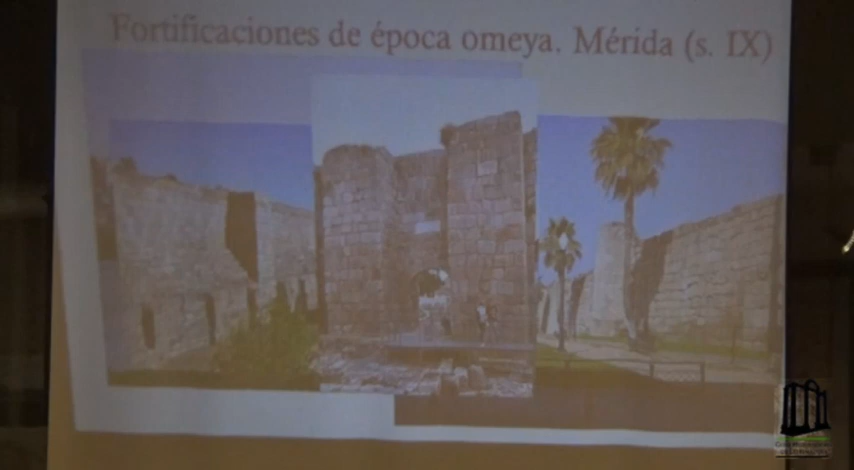 Fortificaciones de época omeya. Mérida (s. IX)